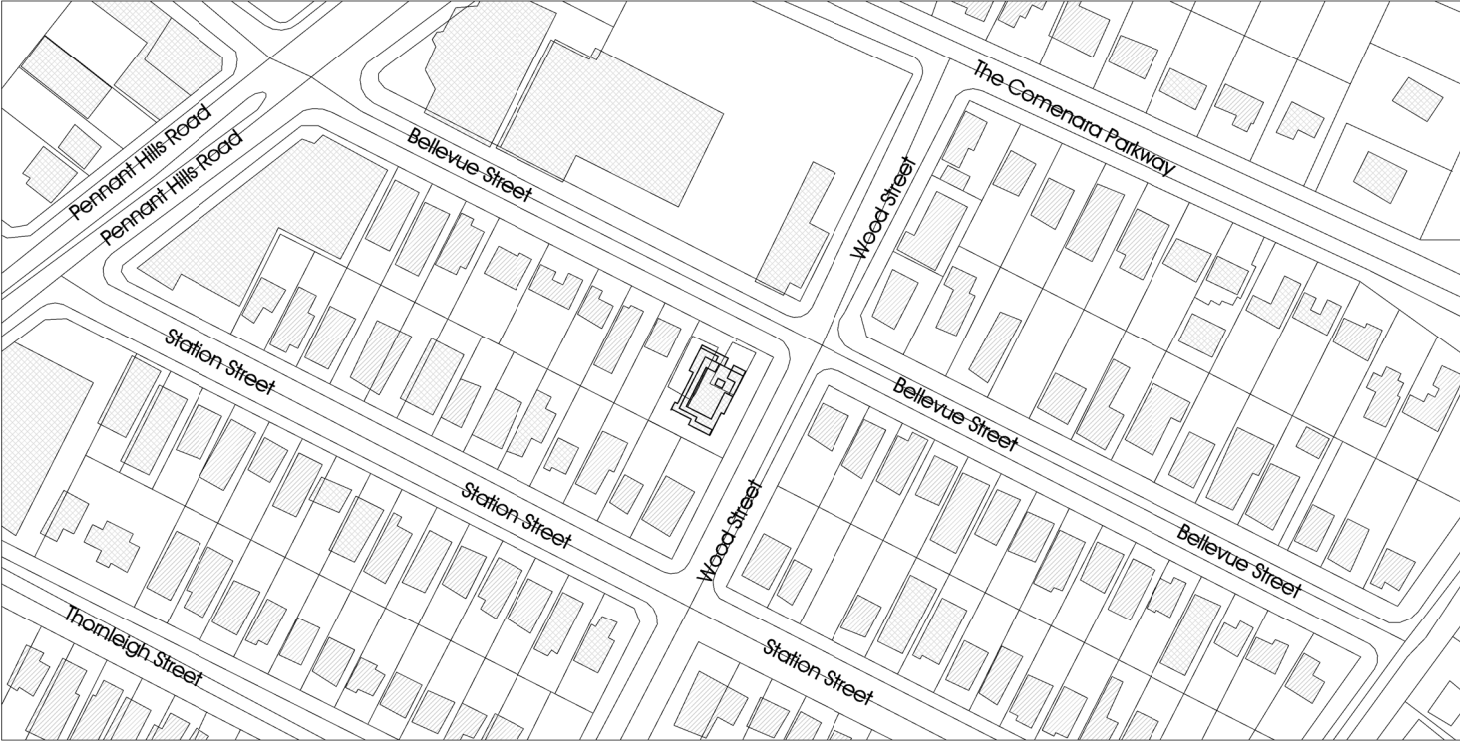 The Comenara Parkway
Pennant Hills Road
Pennant Hills Road
Bellevue Street
Wood Street
Station Street
Bellevue Street
Station Street
Wood Street
Bellevue Street
Thornleigh Street
Station Street